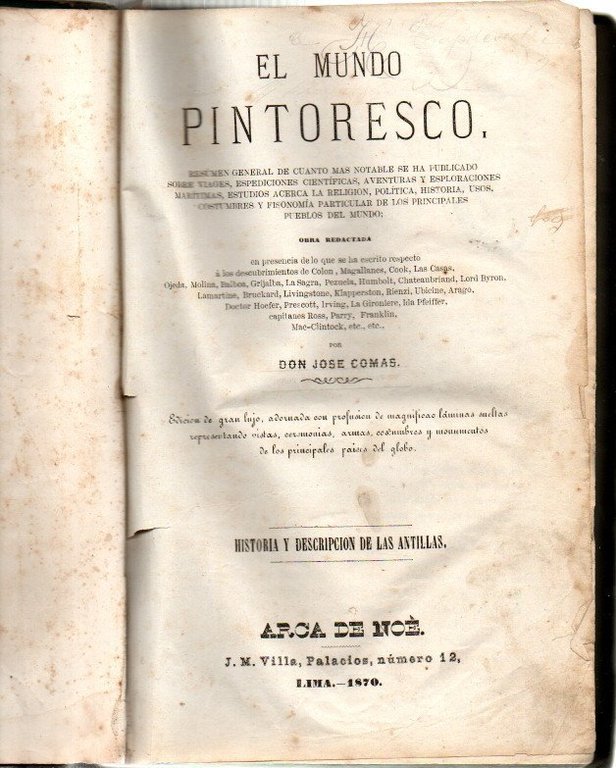 EL MUNDO
PINTORESCO,
RESUMEN GENERAL DE CUANTO MAS NOTABLE SE HA PUBLICADO
SOBRE VIAGES, ESPEDICIONES CIENTÍFICAS, AVENTURAS Y ESPLORACIONES
MARÍTIMAS, ESTUDIOS ACERCA LA RELIGION, POLÍTICA, HISTORIA, USOS,
COSTUMBRES Y FISONOMÍA PARTICULAR DE LOS PRINCIPALES
PUEBLOS DEL MUNDO;
OBRA REDACTADA
en presencia de lo que se ha escrito respecto
á los descubrimientos de Colon, Magallanes, Cook, Las Casas,
Ojeda, Molina, Balboa, Grijalba, La Sagra, Pezuela, Humbolt, Chateaubriand, Lord Byron,
Lamartine, Bruckard, Livingstone, Klapperston, Rienzi, Ubicine, Arago,
Doctor Hoefer, Prescott, Irving, La Gironiere, Ida Pfeiffer,
capitanes Ross, Parry, Franklin,
Mac-Clintock, etc., etc.,
POR
DON JOSE COMAS.
Edicion de gran lujo, adornada con profusion de magníficas láminas sueltas
representando vistas, ceremonias, armas, costumbres y monumentos
de los principales paises del globo.
HISTORIA Y DESCRIPCION DE LAS ANTILLAS.
ARCA DE NOÈ.
J. M. Villa, Palacios, número 12,
LIMA.—1870.